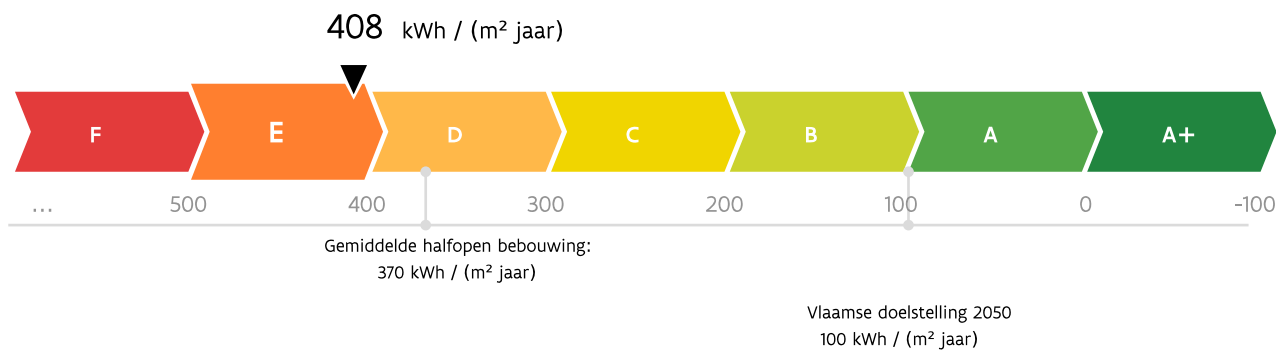 408 kWh / (m² jaar)
F E D C B A A+
... 500 400 300 200 100 0 -100
Gemiddelde halfopen bebouwing:
370 kWh / (m² jaar)
Vlaamse doelstelling 2050
100 kWh / (m² jaar)